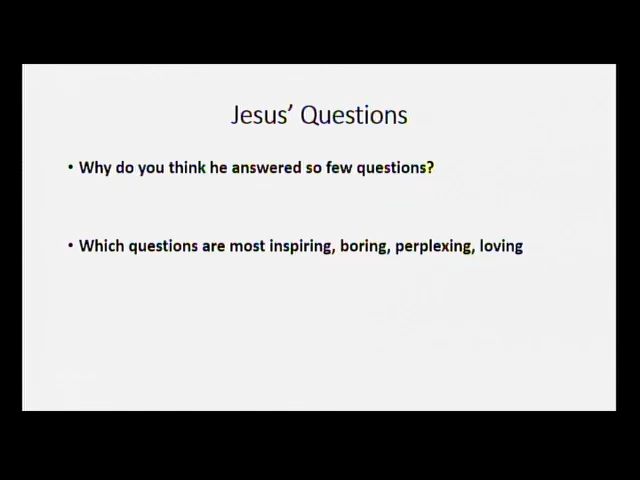 Jesus’ Questions
• Why do you think he answered so few questions?
• Which questions are most inspiring, boring, perplexing, loving